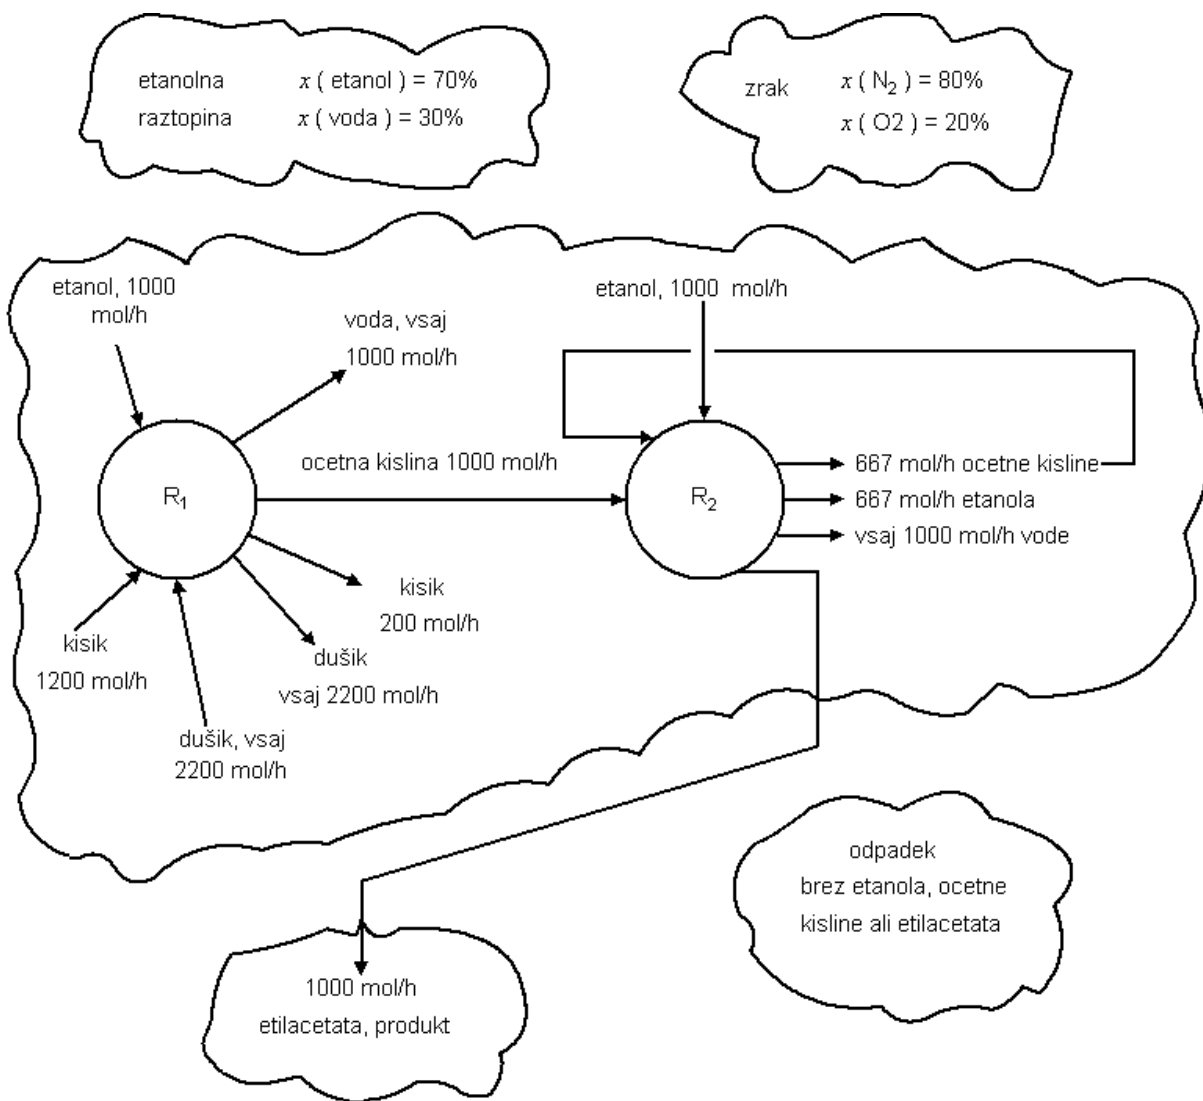 etanolna x ( etanol ) = 70%
raztopina x ( voda ) = 30%
zrak x ( N₂ ) = 80%
x ( O2 ) = 20%
etanol, 1000
mol/h
etanol, 1000 mol/h
voda, vsaj
1000 mol/h
ocetna kislina 1000 mol/h
R₁
R₂
667 mol/h ocetne kisline
667 mol/h etanola
vsaj 1000 mol/h vode
kisik
200 mol/h
kisik
1200 mol/h
dušik
vsaj 2200 mol/h
dušik, vsaj
2200 mol/h
odpadek
brez etanola, ocetne
kisline ali etilacetata
1000 mol/h
etilacetata, produkt